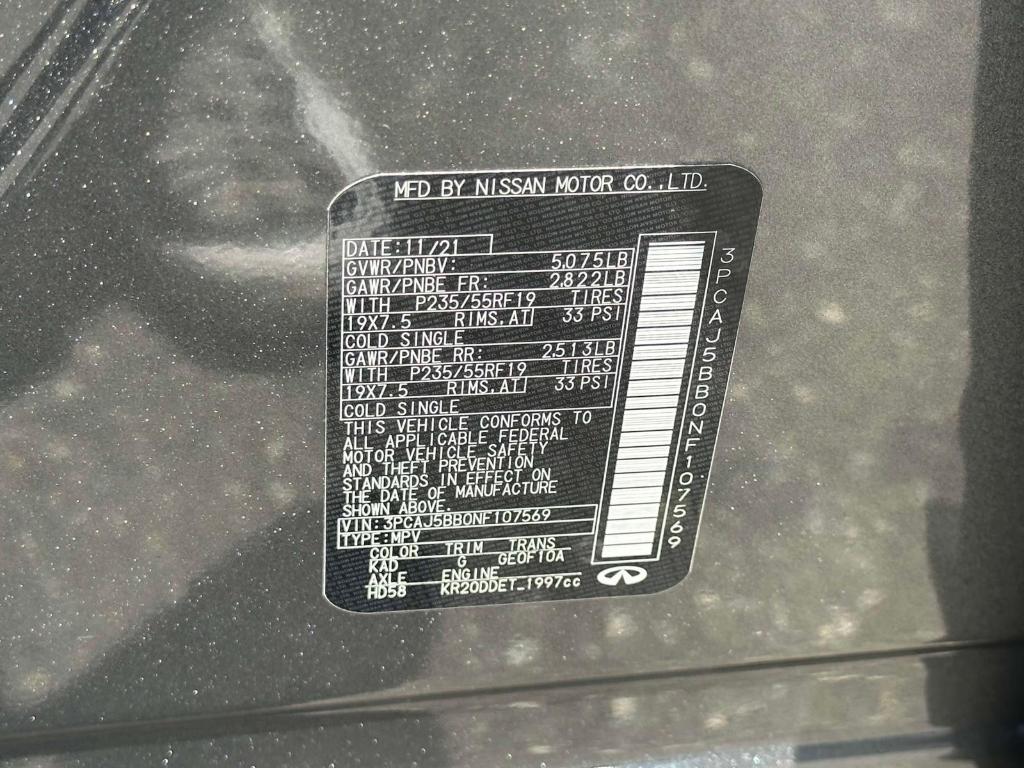 MFD BY NISSAN MOTOR CO.,LTD.
DATE:11/21
GVWR/PNBV: 5,075LB
GAWR/PNBE FR: 2,822LB
WITH P235/55RF19 TIRES
19X7.5 RIMS,AT 33 PSI
COLD SINGLE
GAWR/PNBE RR: 2,513LB
WITH P235/55RF19 TIRES
19X7.5 RIMS,AT 33 PSI
COLD SINGLE
THIS VEHICLE CONFORMS TO
ALL APPLICABLE FEDERAL
MOTOR VEHICLE SAFETY
AND THEFT PREVENTION
STANDARDS IN EFFECT ON
THE DATE OF MANUFACTURE
SHOWN ABOVE.
VIN:3PCAJ5BB0NF107569
TYPE:MPV
COLOR TRIM TRANS
KAD G GE0F10A
AXLE ENGINE
HD58 KR20DDET_1997cc
3PCAJ5BB0NF107569